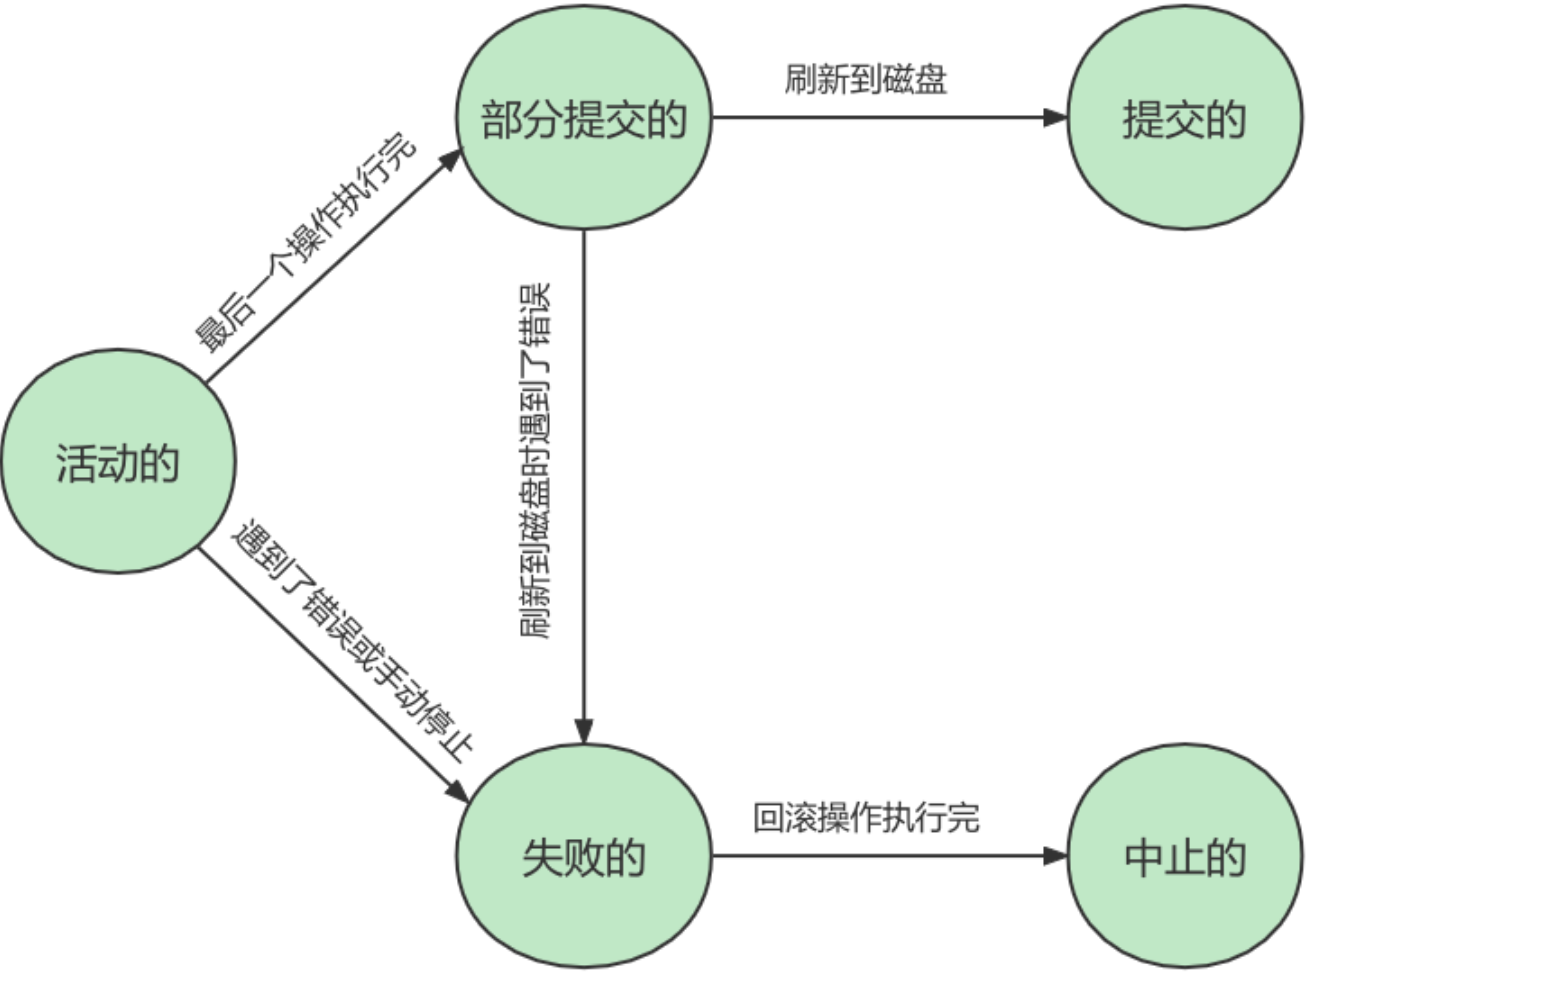 部分提交的
刷新到磁盘
提交的
最后一个操作执行完
刷新到磁盘时遇到了错误
活动的
遇到了错误或手动停止
失败的
回滚操作执行完
中止的